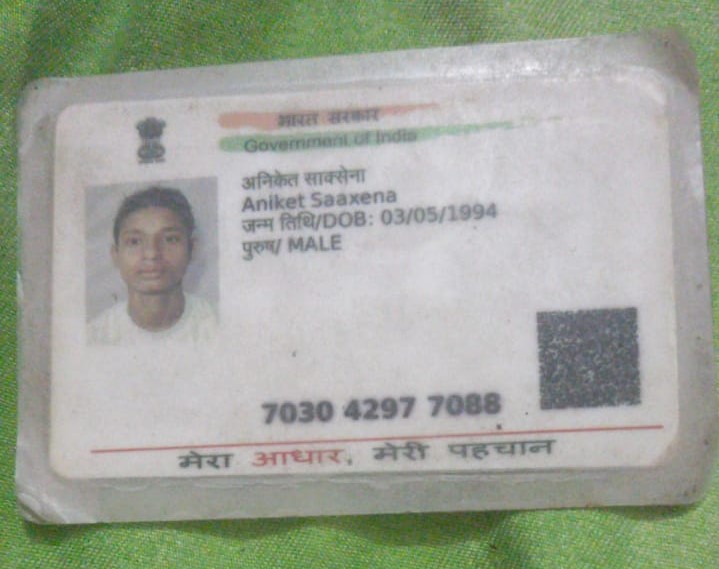 भारत सरकार
Government of India
अनिकेत साक्सेना
Aniket Saaxena
जन्म तिथि/DOB: 03/05/1994
पुरुष/ MALE
7030 4297 7088
मेरा आधार, मेरी पहचान